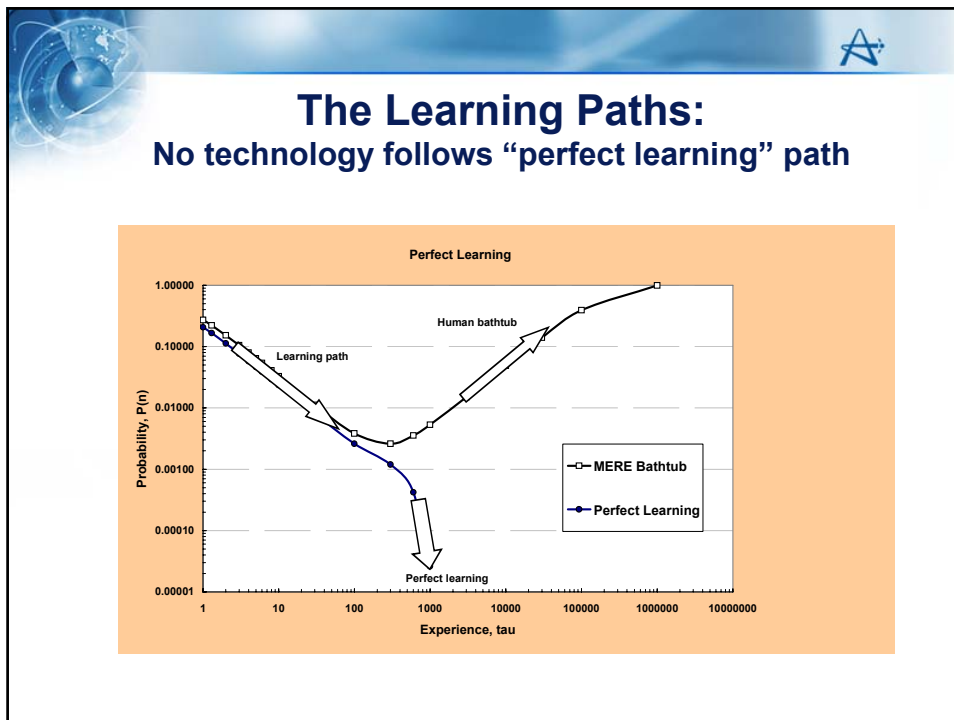 The Learning Paths:
No technology follows “perfect learning” path
Perfect Learning
1.00000
0.10000
0.01000
0.00100
0.00010
0.00001
Probability, P(n)
Learning path
Human bathtub
Perfect learning
MERE Bathtub
Perfect Learning
1 10 100 1000 10000 100000 1000000 10000000
Experience, tau